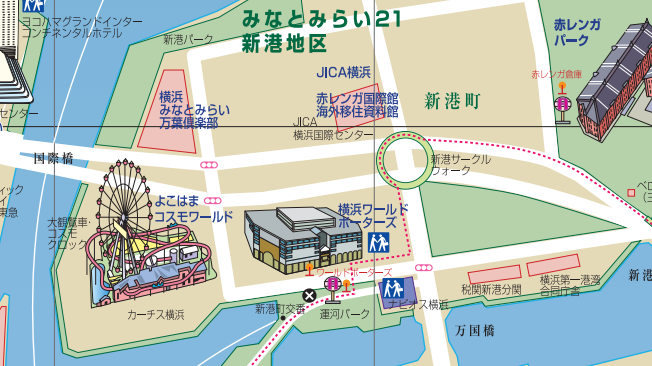 ヨコハマグランドインター
コンチネンタルホテル
みなとみらい21
新港地区
新港パーク
赤レンガ
パーク
JICA横浜
赤レンガ倉庫
横浜
みなとみらい
万葉倶楽部
赤レンガ国際館
海外移住資料館
新港町
センター
JICA
横浜国際センター
国際橋
新港サークル
ウォーク
よこはま
コスモワールド
横浜ワールド
ポーターズ
大観覧車・
コスモ
クロック
東急
ワールドポーターズ
カーチス横浜
新港町交番
運河パーク
ナビオス横浜
税関新港分関
横浜第一港湾
合同庁舎
万国橋
新港